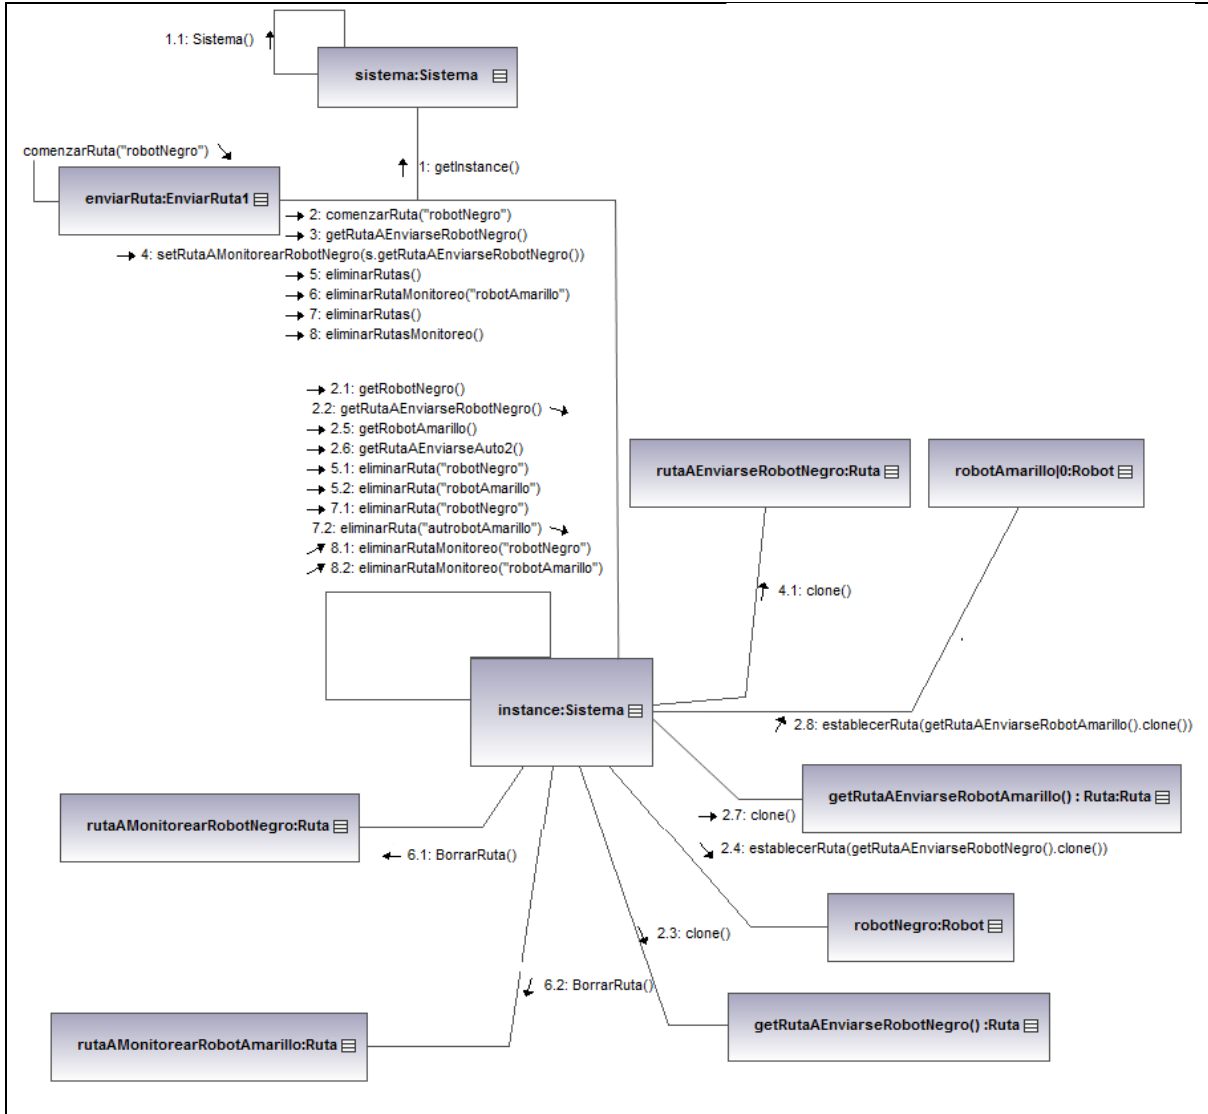 1.1: Sistema()
sistema:Sistema
comenzarRuta("robotNegro")
1: getInstance()
enviarRuta:EnviarRuta1
2: comenzarRuta("robotNegro")
3: getRutaAEnviarseRobotNegro()
4: setRutaAMonitorearRobotNegro(s.getRutaAEnviarseRobotNegro())
5: eliminarRutas()
6: eliminarRutaMonitoreo("robotAmarillo")
7: eliminarRutas()
8: eliminarRutasMonitoreo()
2.1: getRobotNegro()
2.2: getRutaAEnviarseRobotNegro()
2.5: getRobotAmarillo()
2.6: getRutaAEnviarseAuto2()
5.1: eliminarRuta("robotNegro")
5.2: eliminarRuta("robotAmarillo")
7.1: eliminarRuta("robotNegro")
7.2: eliminarRuta("autrobotAmarillo")
8.1: eliminarRutaMonitoreo("robotNegro")
8.2: eliminarRutaMonitoreo("robotAmarillo")
rutaAEnviarseRobotNegro:Ruta
robotAmarillo|0:Robot
4.1: clone()
instance:Sistema
2.8: establecerRuta(getRutaAEnviarseRobotAmarillo().clone())
getRutaAEnviarseRobotAmarillo() : Ruta:Ruta
2.7: clone()
rutaAMonitorearRobotNegro:Ruta
2.4: establecerRuta(getRutaAEnviarseRobotNegro().clone())
6.1: BorrarRuta()
robotNegro:Robot
2.3: clone()
6.2: BorrarRuta()
getRutaAEnviarseRobotNegro() :Ruta
rutaAMonitorearRobotAmarillo:Ruta